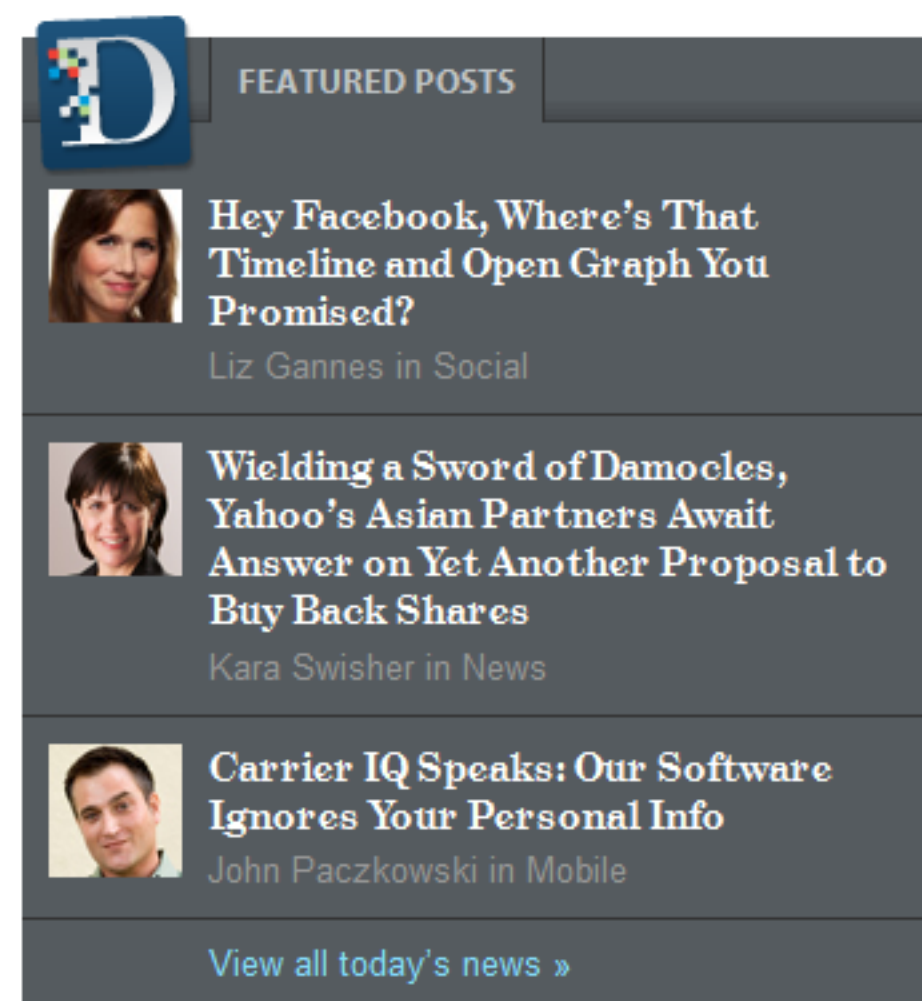 D
FEATURED POSTS
Hey Facebook, Where's That
Timeline and Open Graph You
Promised?
Liz Gannes in Social
Wielding a Sword of Damocles,
Yahoo's Asian Partners Await
Answer on Yet Another Proposal to
Buy Back Shares
Kara Swisher in News
Carrier IQ Speaks: Our Software
Ignores Your Personal Info
John Paczkowski in Mobile
View all today's news »